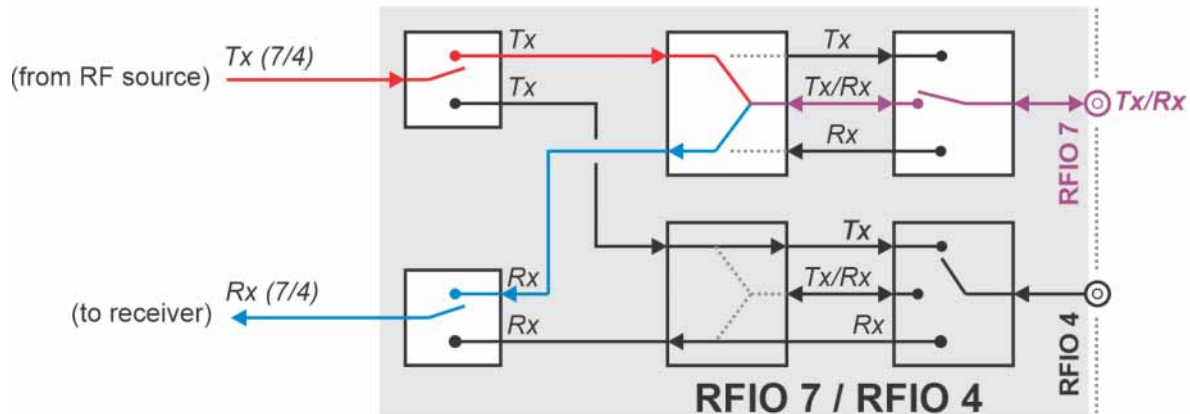 Tx (7/4)
(from RF source)
Tx
Tx
Tx
Tx/Rx
Rx
Tx/Rx
RFIO 7
Rx (7/4)
(to receiver)
Rx
Rx
Tx
Tx/Rx
Rx
RFIO 4
RFIO 7 / RFIO 4